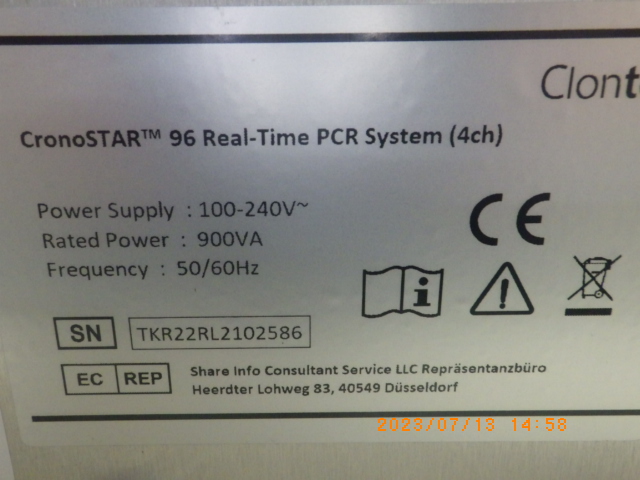 Clont
CronoSTAR™ 96 Real-Time PCR System (4ch)
Power Supply : 100-240V~
Rated Power : 900VA
Frequency : 50/60Hz
CE
i
!
SN TKR22RL2102586
EC REP Share Info Consultant Service LLC Repräsentanzbüro
Heerdter Lohweg 83, 40549 Düsseldorf
2023/07/13 14:58